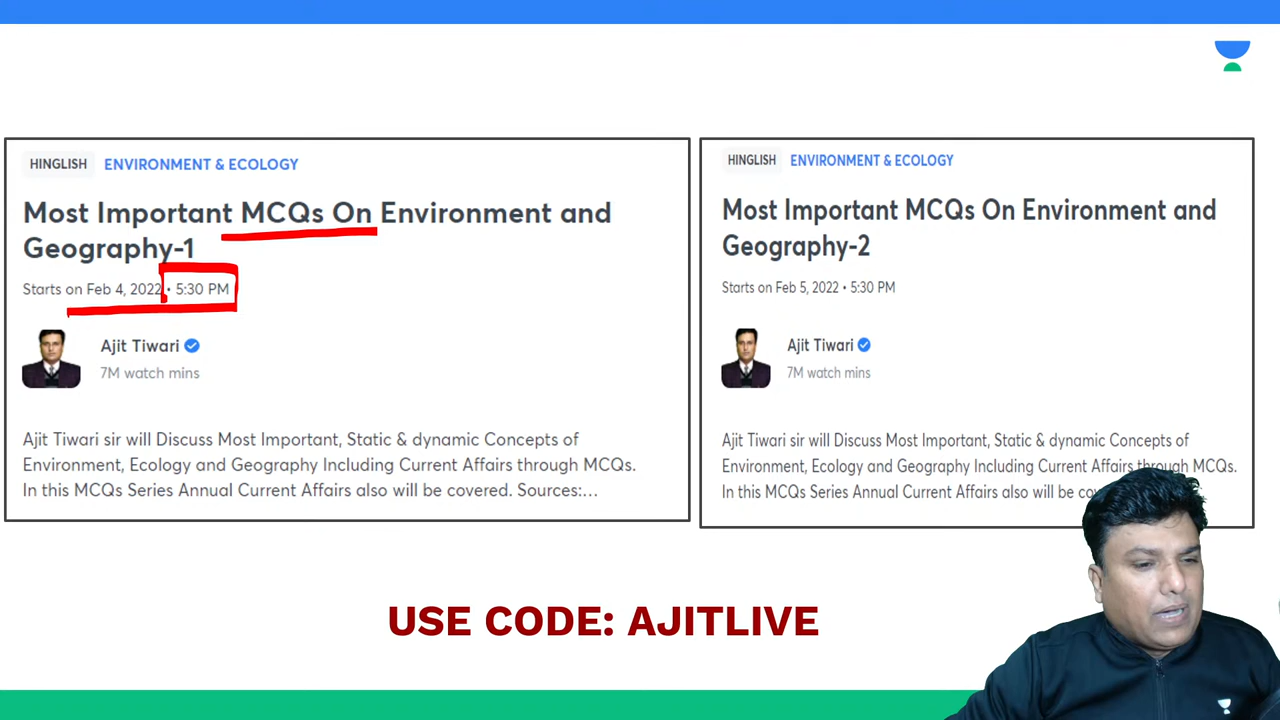 HINGLISH ENVIRONMENT & ECOLOGY
Most Important MCQs On Environment and
Geography-1
Starts on Feb 4, 2022 • 5:30 PM
Ajit Tiwari
7M watch mins
Ajit Tiwari sir will Discuss Most Important, Static & dynamic Concepts of
Environment, Ecology and Geography Including Current Affairs through MCQs.
In this MCQs Series Annual Current Affairs also will be covered. Sources:...
HINGLISH ENVIRONMENT & ECOLOGY
Most Important MCQs On Environment and
Geography-2
Starts on Feb 5, 2022 • 5:30 PM
Ajit Tiwari
7M watch mins
Ajit Tiwari sir will Discuss Most Important, Static & dynamic Concepts of
Environment, Ecology and Geography Including Current Affairs through MCQs.
In this MCQs Series Annual Current Affairs also will be
USE CODE: AJITLIVE